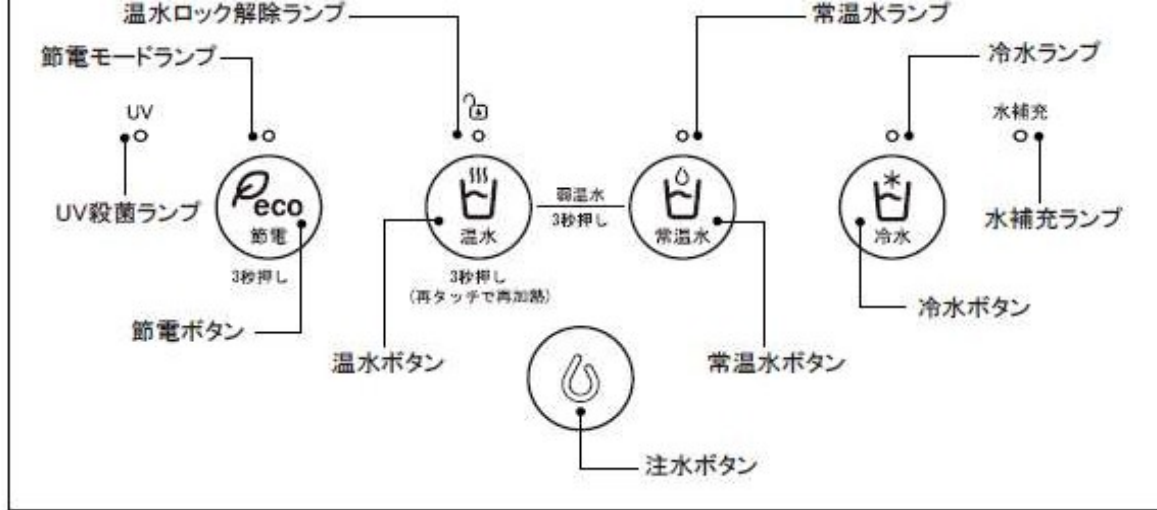 温水ロック解除ランプ
常温水ランプ
節電モードランプ
冷水ランプ
UV
水補充
eco
節電
温水
弱温水
3秒押し
常温水
冷水
UV殺菌ランプ
水補充ランプ
3秒押し
3秒押し
(再タッチで再加熱)
冷水ボタン
節電ボタン
温水ボタン
常温水ボタン
注水ボタン